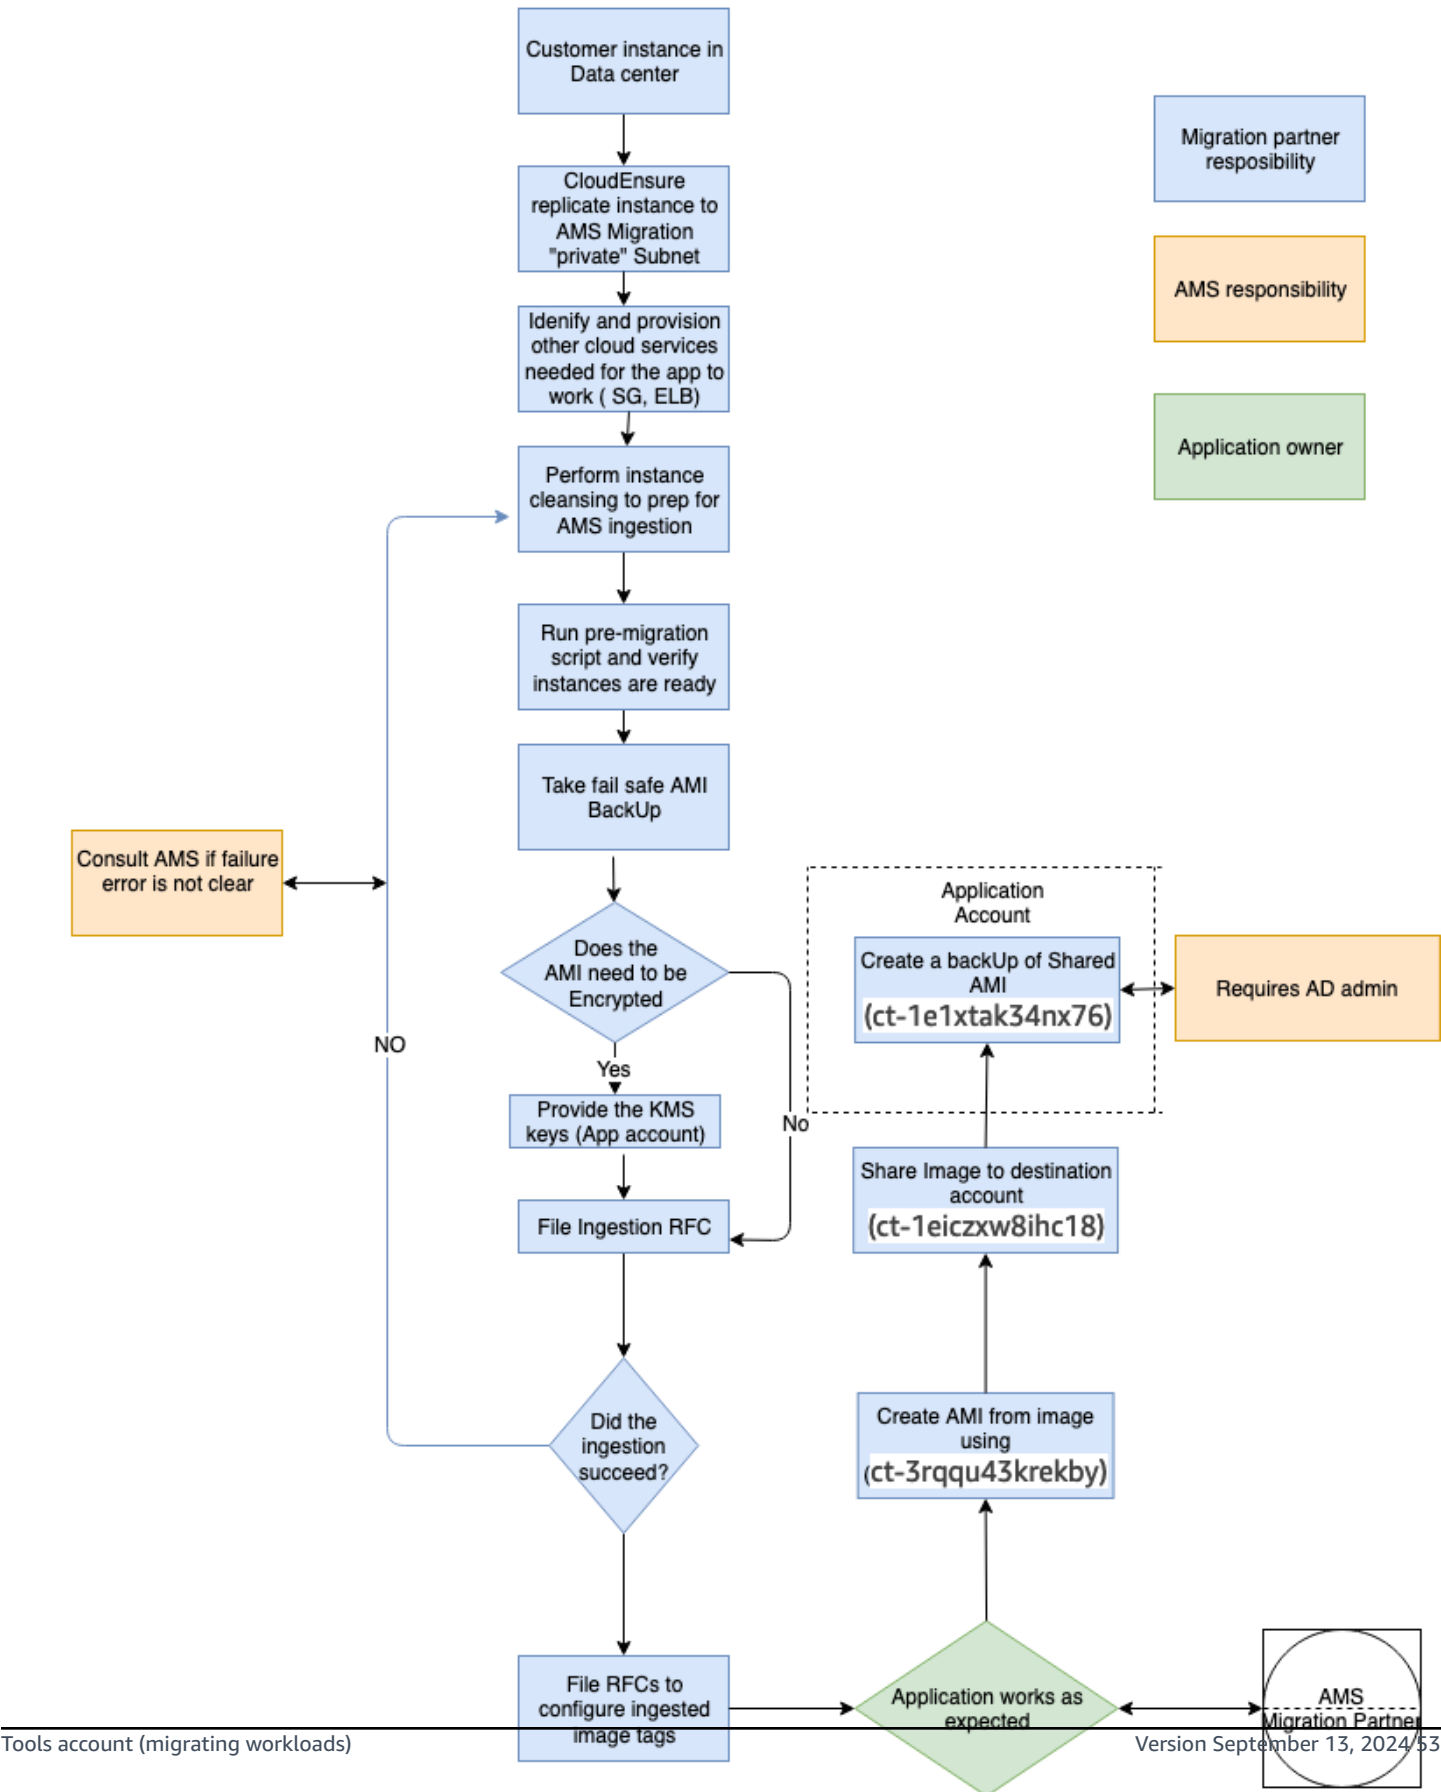 Customer instance in
Data center
CloudEnsure
replicate instance to
AMS Migration
"private" Subnet
Idenify and provision
other cloud services
needed for the app to
work ( SG, ELB)
Perform instance
cleansing to prep for
AMS ingestion
Run pre-migration
script and verify
instances are ready
Take fail safe AMI
BackUp
Does the
AMI need to be
Encrypted
Yes
No
Provide the KMS
keys (App account)
File Ingestion RFC
Did the
ingestion
succeed?
NO
Consult AMS if failure
error is not clear
File RFCs to
configure ingested
image tags
Application works as
expected
AMS
Migration Partner
Create AMI from image
using
(ct-3rqqu43krekby)
Share Image to destination
account
(ct-1eiczxw8ihc18)
Application
Account
Create a backUp of Shared
AMI
(ct-1e1xtak34nx76)
Requires AD admin
Migration partner
resposibility
AMS responsibility
Application owner
Tools account (migrating workloads)
Version September 13, 2024 53